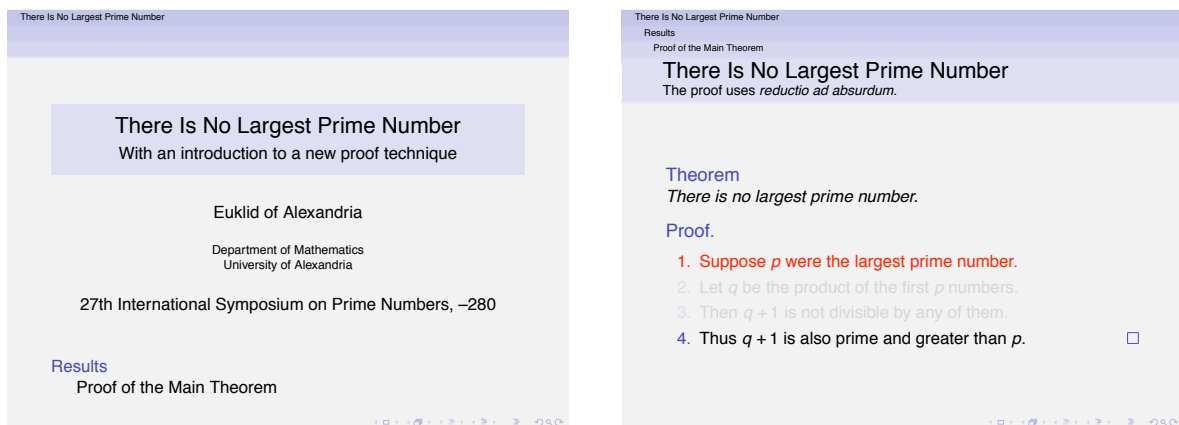 There Is No Largest Prime Number
There Is No Largest Prime Number
With an introduction to a new proof technique
Euklid of Alexandria
Department of Mathematics
University of Alexandria
27th International Symposium on Prime Numbers, –280
Results
Proof of the Main Theorem
There Is No Largest Prime Number
Results
Proof of the Main Theorem
There Is No Largest Prime Number
The proof uses reductio ad absurdum.
Theorem
There is no largest prime number.
Proof.
1. Suppose p were the largest prime number.
2. Let q be the product of the first p numbers.
3. Then q + 1 is not divisible by any of them.
4. Thus q + 1 is also prime and greater than p.